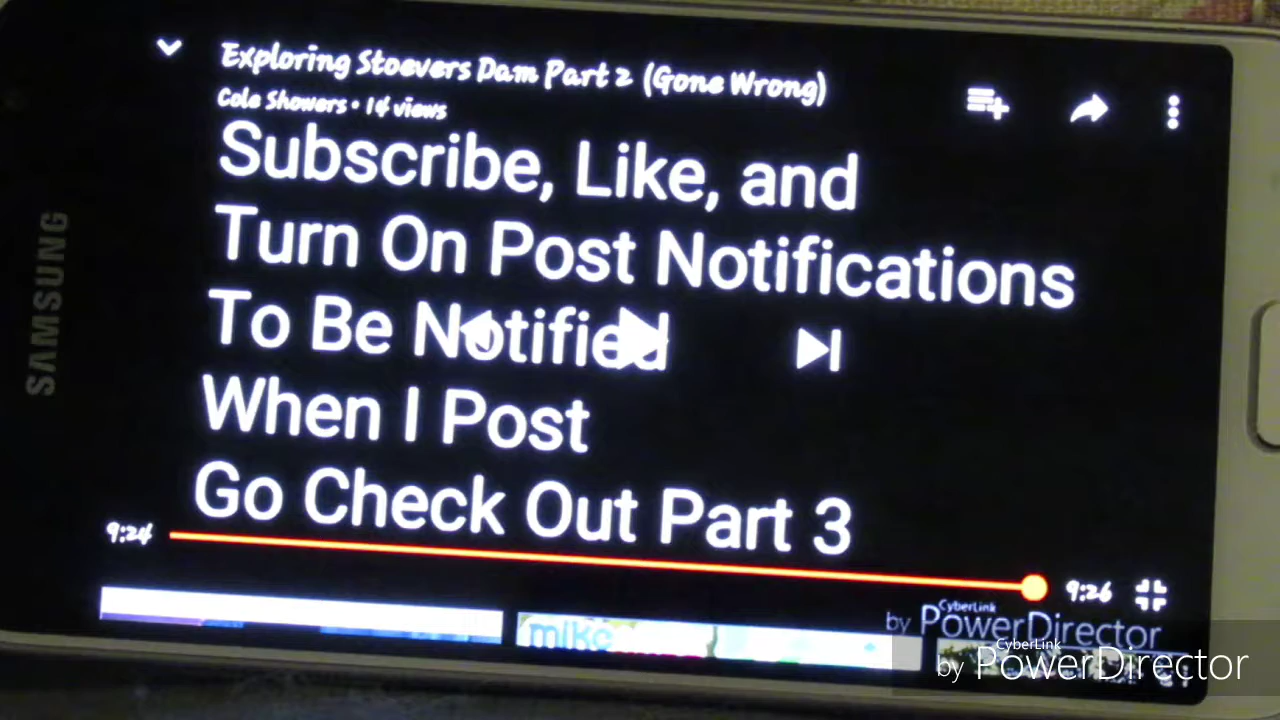 Exploring Stoevers Dam Part 2 (Gone Wrong)
Cole Showers • 14 views
Subscribe, Like, and
Turn On Post Notifications
To Be Notified
When I Post
Go Check Out Part 3
9:24
9:26
SAMSUNG
by CyberLink PowerDirector
by CyberLink PowerDirector